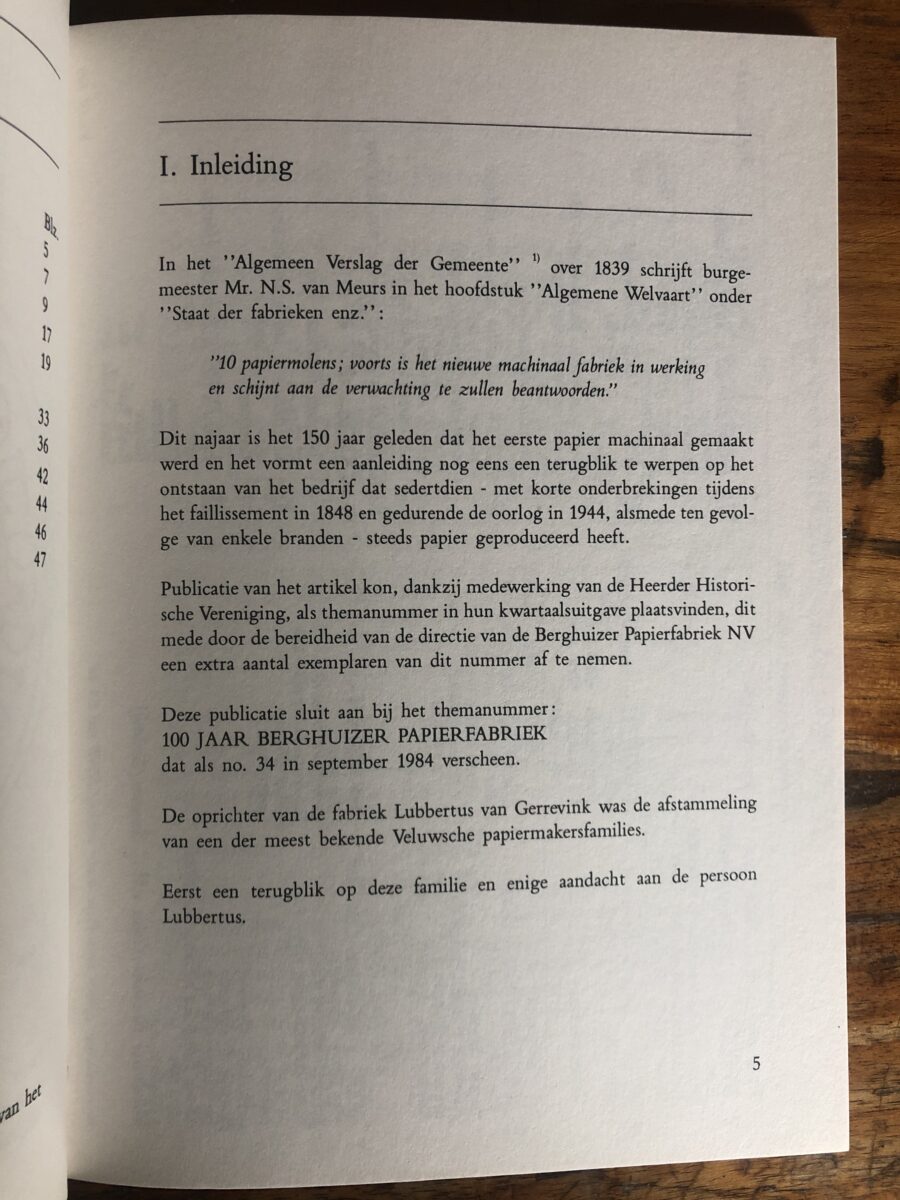 Blz.
5
7
9
17
19
33
36
42
44
46
47
van het
I. Inleiding
In het ''Algemeen Verslag der Gemeente'' 1) over 1839 schrijft burge-
meester Mr. N.S. van Meurs in het hoofdstuk ''Algemene Welvaart'' onder
''Staat der fabrieken enz.'':
''10 papiermolens; voorts is het nieuwe machinaal fabriek in werking
en schijnt aan de verwachting te zullen beantwoorden.''
Dit najaar is het 150 jaar geleden dat het eerste papier machinaal gemaakt
werd en het vormt een aanleiding nog eens een terugblik te werpen op het
ontstaan van het bedrijf dat sedertdien - met korte onderbrekingen tijdens
het faillissement in 1848 en gedurende de oorlog in 1944, alsmede ten gevol-
ge van enkele branden - steeds papier geproduceerd heeft.
Publicatie van het artikel kon, dankzij medewerking van de Heerder Histori-
sche Vereniging, als themanummer in hun kwartaalsuitgave plaatsvinden, dit
mede door de bereidheid van de directie van de Berghuizer Papierfabriek NV
een extra aantal exemplaren van dit nummer af te nemen.
Deze publicatie sluit aan bij het themanummer:
100 JAAR BERGHUIZER PAPIERFABRIEK
dat als no. 34 in september 1984 verscheen.
De oprichter van de fabriek Lubbertus van Gerrevink was de afstammeling
van een der meest bekende Veluwsche papiermakersfamilies.
Eerst een terugblik op deze familie en enige aandacht aan de persoon
Lubbertus.
5